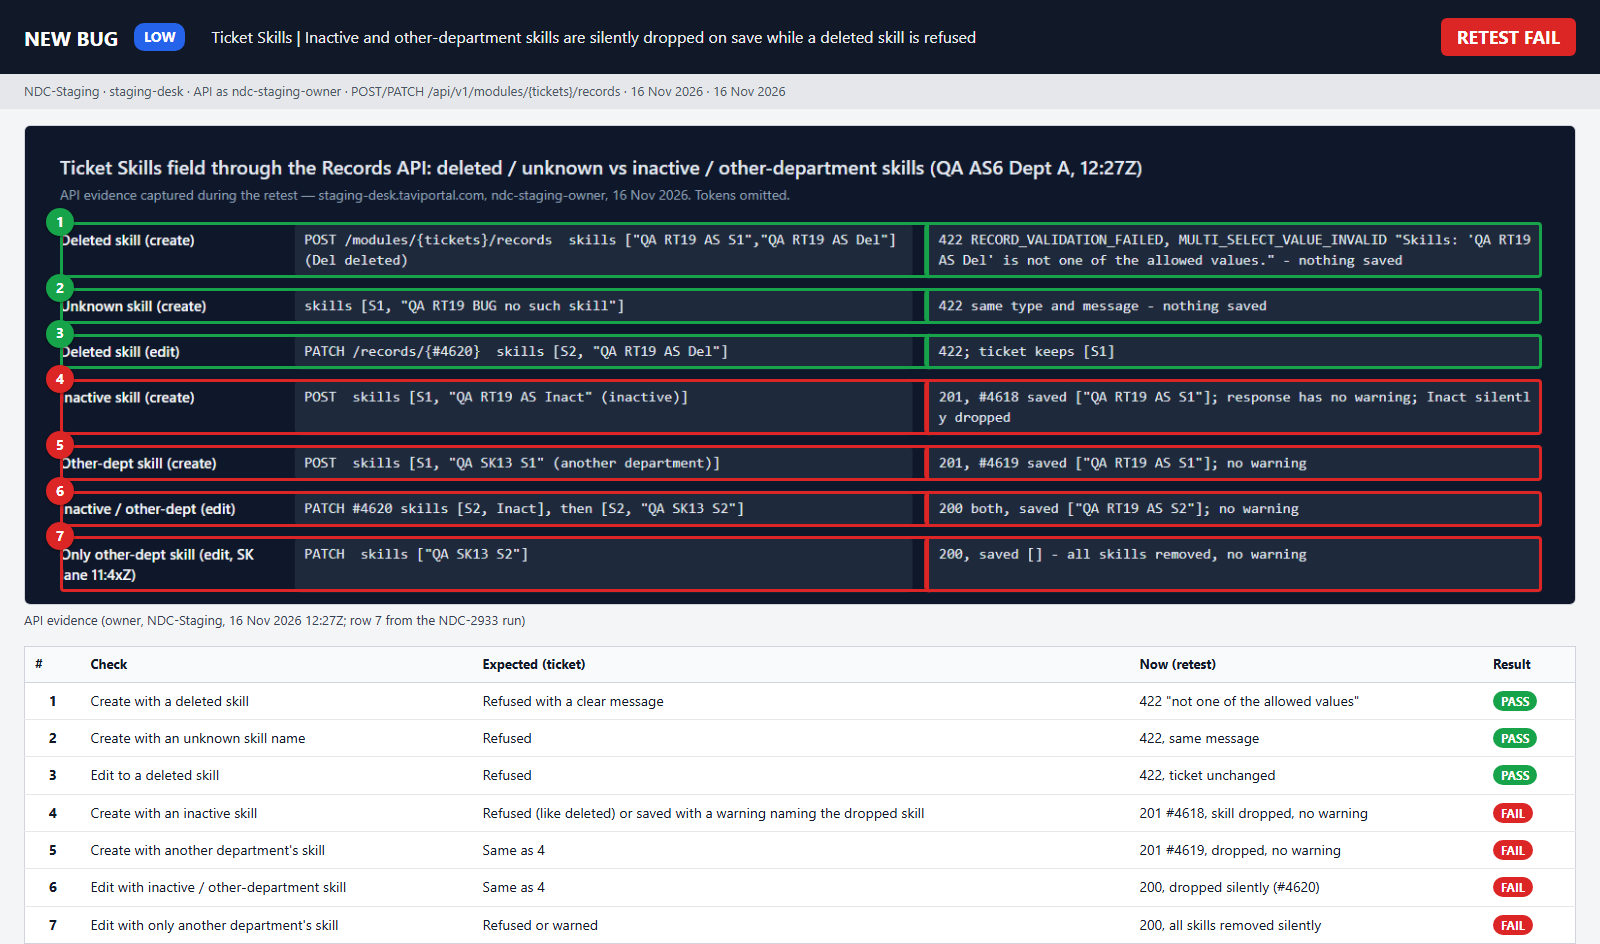 NEW BUG LOW Ticket Skills | Inactive and other-department skills are silently dropped on save while a deleted skill is refused RETEST FAIL
NDC-Staging · staging-desk · API as ndc-staging-owner · POST/PATCH /api/v1/modules/{tickets}/records · 16 Nov 2026 · 16 Nov 2026
Ticket Skills field through the Records API: deleted / unknown vs inactive / other-department skills (QA AS6 Dept A, 12:27Z)
API evidence captured during the retest — staging-desk.taviportal.com, ndc-staging-owner, 16 Nov 2026. Tokens omitted.
1
Deleted skill (create) POST /modules/{tickets}/records skills ["QA RT19 AS S1","QA RT19 AS Del"] 422 RECORD_VALIDATION_FAILED, MULTI_SELECT_VALUE_INVALID "Skills: 'QA RT19
(Del deleted) AS Del' is not one of the allowed values." - nothing saved
2
Unknown skill (create) skills [S1, "QA RT19 BUG no such skill"] 422 same type and message - nothing saved
3
Deleted skill (edit) PATCH /records/{#4620} skills [S2, "QA RT19 AS Del"] 422; ticket keeps [S1]
4
nactive skill (create) POST skills [S1, "QA RT19 AS Inact" (inactive)] 201, #4618 saved ["QA RT19 AS S1"]; response has no warning; Inact silentl
y dropped
5
Other-dept skill (create) POST skills [S1, "QA SK13 S1" (another department)] 201, #4619 saved ["QA RT19 AS S1"]; no warning
6
nactive / other-dept (edit) PATCH #4620 skills [S2, Inact], then [S2, "QA SK13 S2"] 200 both, saved ["QA RT19 AS S2"]; no warning
7
Only other-dept skill (edit, SK PATCH skills ["QA SK13 S2"] 200, saved [] - all skills removed, no warning
ane 11:4xZ)
API evidence (owner, NDC-Staging, 16 Nov 2026 12:27Z; row 7 from the NDC-2933 run)
# Check Expected (ticket) Now (retest) Result
1 Create with a deleted skill Refused with a clear message 422 "not one of the allowed values" PASS
2 Create with an unknown skill name Refused 422, same message PASS
3 Edit to a deleted skill Refused 422, ticket unchanged PASS
4 Create with an inactive skill Refused (like deleted) or saved with a warning naming the dropped skill 201 #4618, skill dropped, no warning FAIL
5 Create with another department's skill Same as 4 201 #4619, dropped, no warning FAIL
6 Edit with inactive / other-department skill Same as 4 200, dropped silently (#4620) FAIL
7 Edit with only another department's skill Refused or warned 200, all skills removed silently FAIL